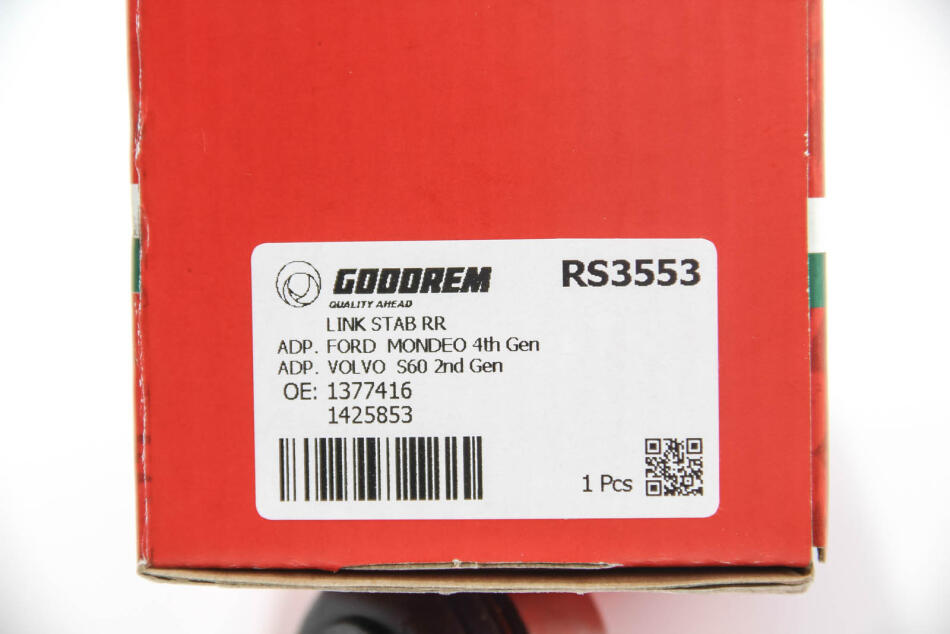 GOODREM
RS3553
QUALITY AHEAD
LINK STAB RR
ADP. FORD MONDEO 4th Gen
ADP. VOLVO S60 2nd Gen
OE: 1377416
1425853
1 Pcs